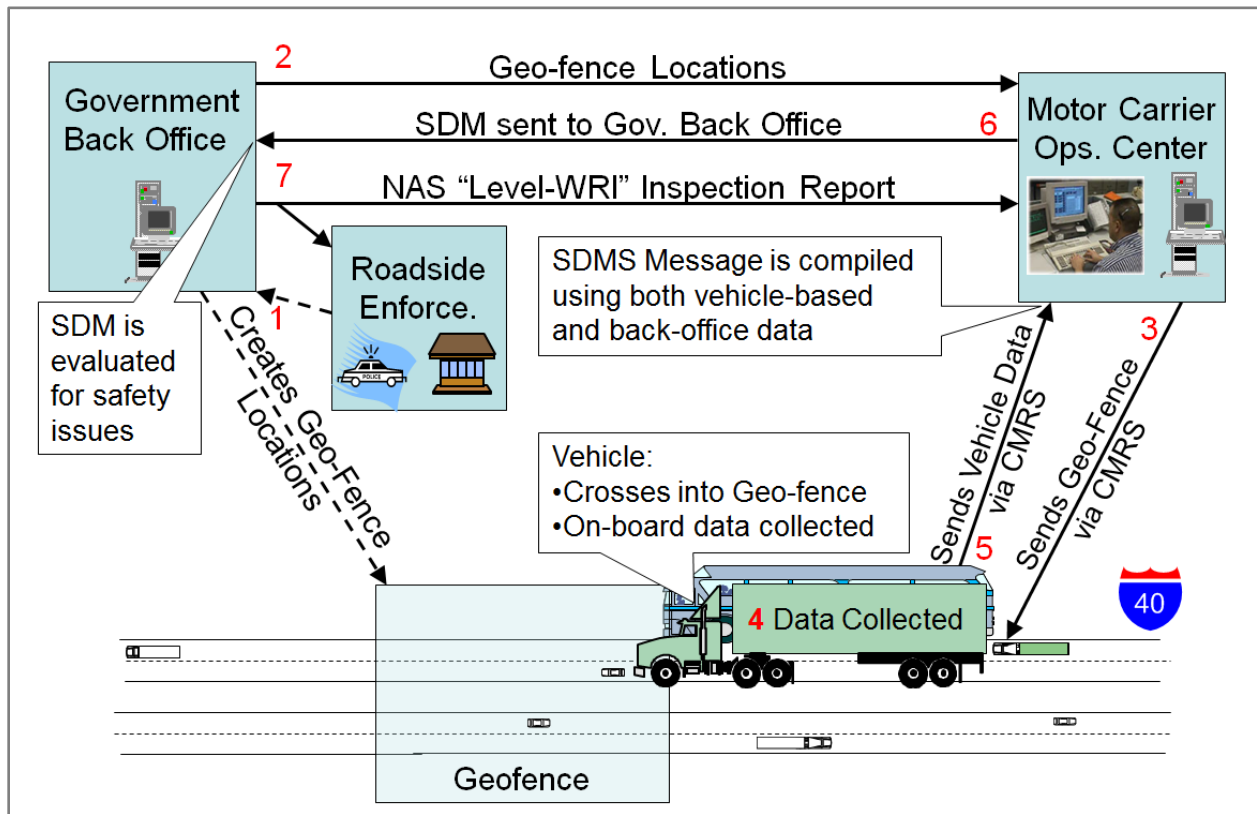 2
Geo-fence Locations
Government
Back Office
SDM sent to Gov. Back Office
6
Motor Carrier
Ops. Center
7
NAS “Level-WRI” Inspection Report
Roadside
Enforce.
POLICE
1
SDM is
evaluated
for safety
issues
Creates Geo-Fence
Locations
SDMS Message is compiled
using both vehicle-based
and back-office data
3
Sends Vehicle Data
via CMRS
5
Sends Geo-Fence
via CMRS
Vehicle:
•Crosses into Geo-fence
•On-board data collected
4 Data Collected
40
Geofence